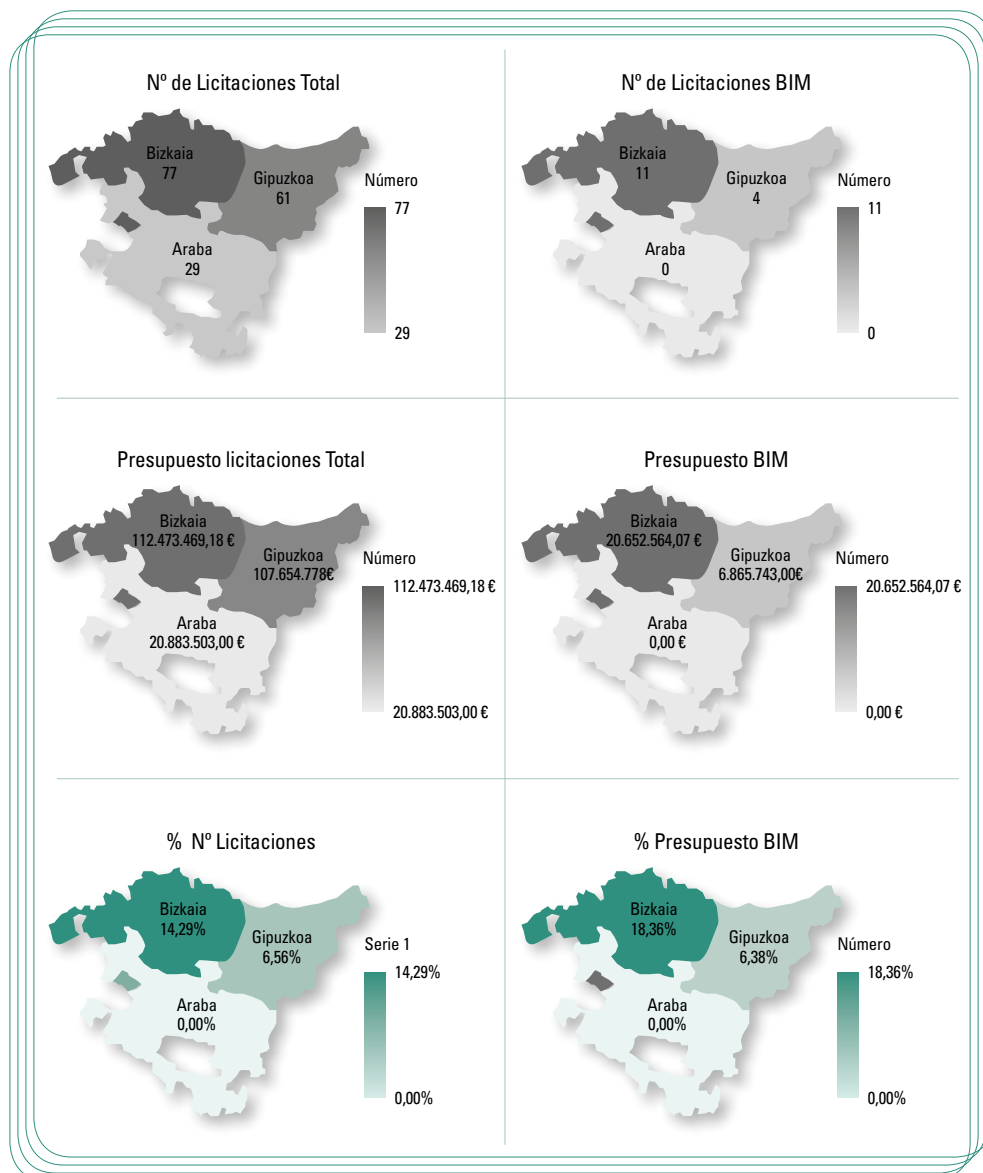 Nº de Licitaciones Total
Bizkaia
77
Gipuzkoa
61
Araba
29
Número
77
29
Nº de Licitaciones BIM
Bizkaia
11
Gipuzkoa
4
Araba
0
Número
11
0
Presupuesto licitaciones Total
Bizkaia
112.473.469,18 €
Gipuzkoa
107.654.778€
Araba
20.883.503,00 €
Número
112.473.469,18 €
20.883.503,00 €
Presupuesto BIM
Bizkaia
20.652.564,07 €
Gipuzkoa
6.865.743,00€
Araba
0,00 €
Número
20.652.564,07 €
0,00 €
% Nº Licitaciones
Bizkaia
14,29%
Gipuzkoa
6,56%
Araba
0,00%
Serie 1
14,29%
0,00%
% Presupuesto BIM
Bizkaia
18,36%
Gipuzkoa
6,38%
Araba
0,00%
Número
18,36%
0,00%